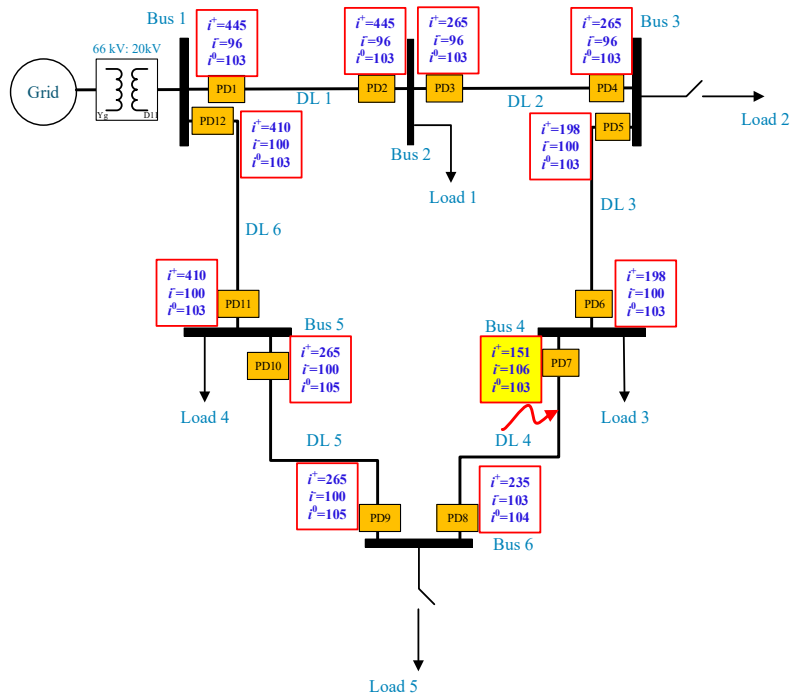 Bus 1
i⁺=445
i⁻=96
i⁰=103
i⁺=445
i⁻=96
i⁰=103
i⁺=265
i⁻=96
i⁰=103
i⁺=265
i⁻=96
i⁰=103
Bus 3
66 kV: 20kV
Grid
Yg
D11
PD1
DL 1
PD2
PD3
DL 2
PD4
Load 2
PD12
i⁺=410
i⁻=100
i⁰=103
Bus 2
Load 1
i⁺=198
i⁻=100
i⁰=103
PD5
DL 3
DL 6
i⁺=410
i⁻=100
i⁰=103
PD11
Bus 5
PD6
i⁺=198
i⁻=100
i⁰=103
Bus 4
PD10
i⁺=265
i⁻=100
i⁰=105
i⁺=151
i⁻=106
i⁰=103
PD7
Load 4
Load 3
DL 5
DL 4
i⁺=265
i⁻=100
i⁰=105
PD9
PD8
i⁺=235
i⁻=103
i⁰=104
Bus 6
Load 5